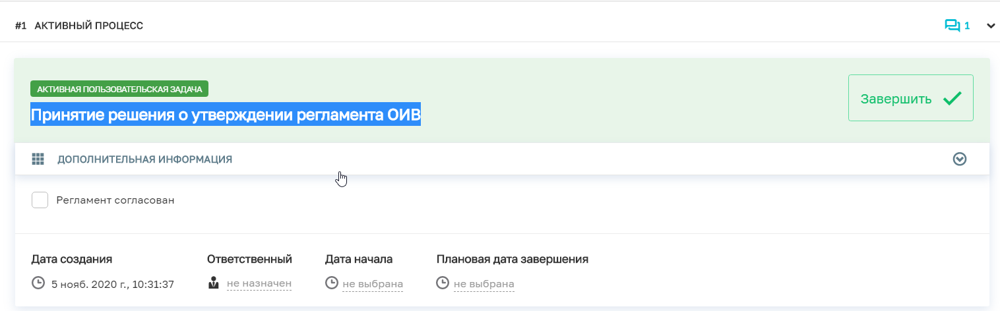 #1 АКТИВНЫЙ ПРОЦЕСС
1
АКТИВНАЯ ПОЛЬЗОВАТЕЛЬСКАЯ ЗАДАЧА
Принятие решения о утверждении регламента ОИВ
Завершить
ДОПОЛНИТЕЛЬНАЯ ИНФОРМАЦИЯ
Регламент согласован
Дата создания Ответственный Дата начала Плановая дата завершения
5 нояб. 2020 г., 10:31:37 не назначен не выбрана не выбрана